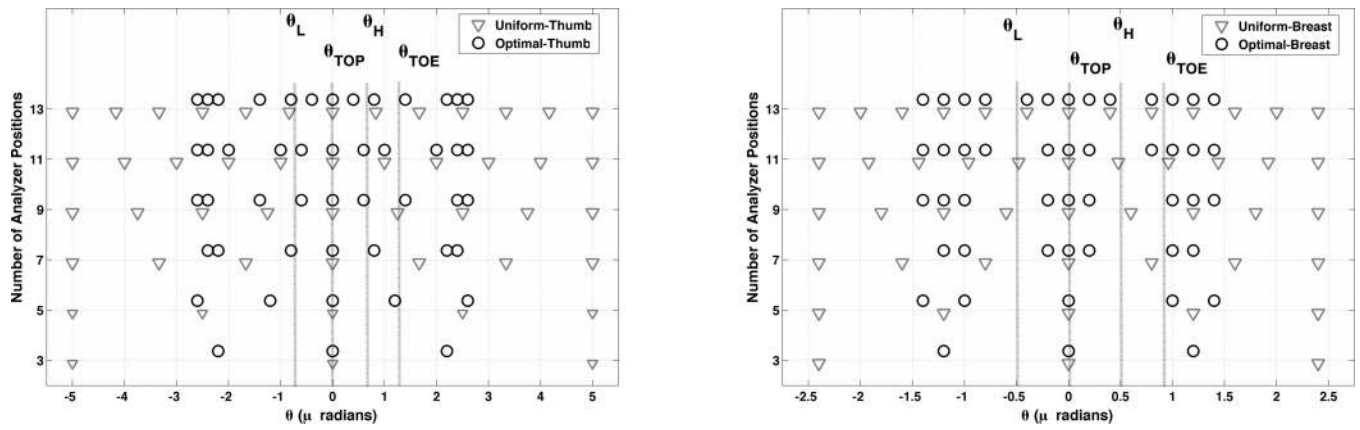 θL
θH
θTOP
θTOE
Uniform-Thumb
Optimal-Thumb
Number of Analyzer Positions
13
11
9
7
5
3
-5 -4 -3 -2 -1 0 1 2 3 4 5
θ (μ radians)
θL
θH
θTOP
θTOE
Uniform-Breast
Optimal-Breast
Number of Analyzer Positions
13
11
9
7
5
3
-2.5 -2 -1.5 -1 -0.5 0 0.5 1 1.5 2 2.5
θ (μ radians)